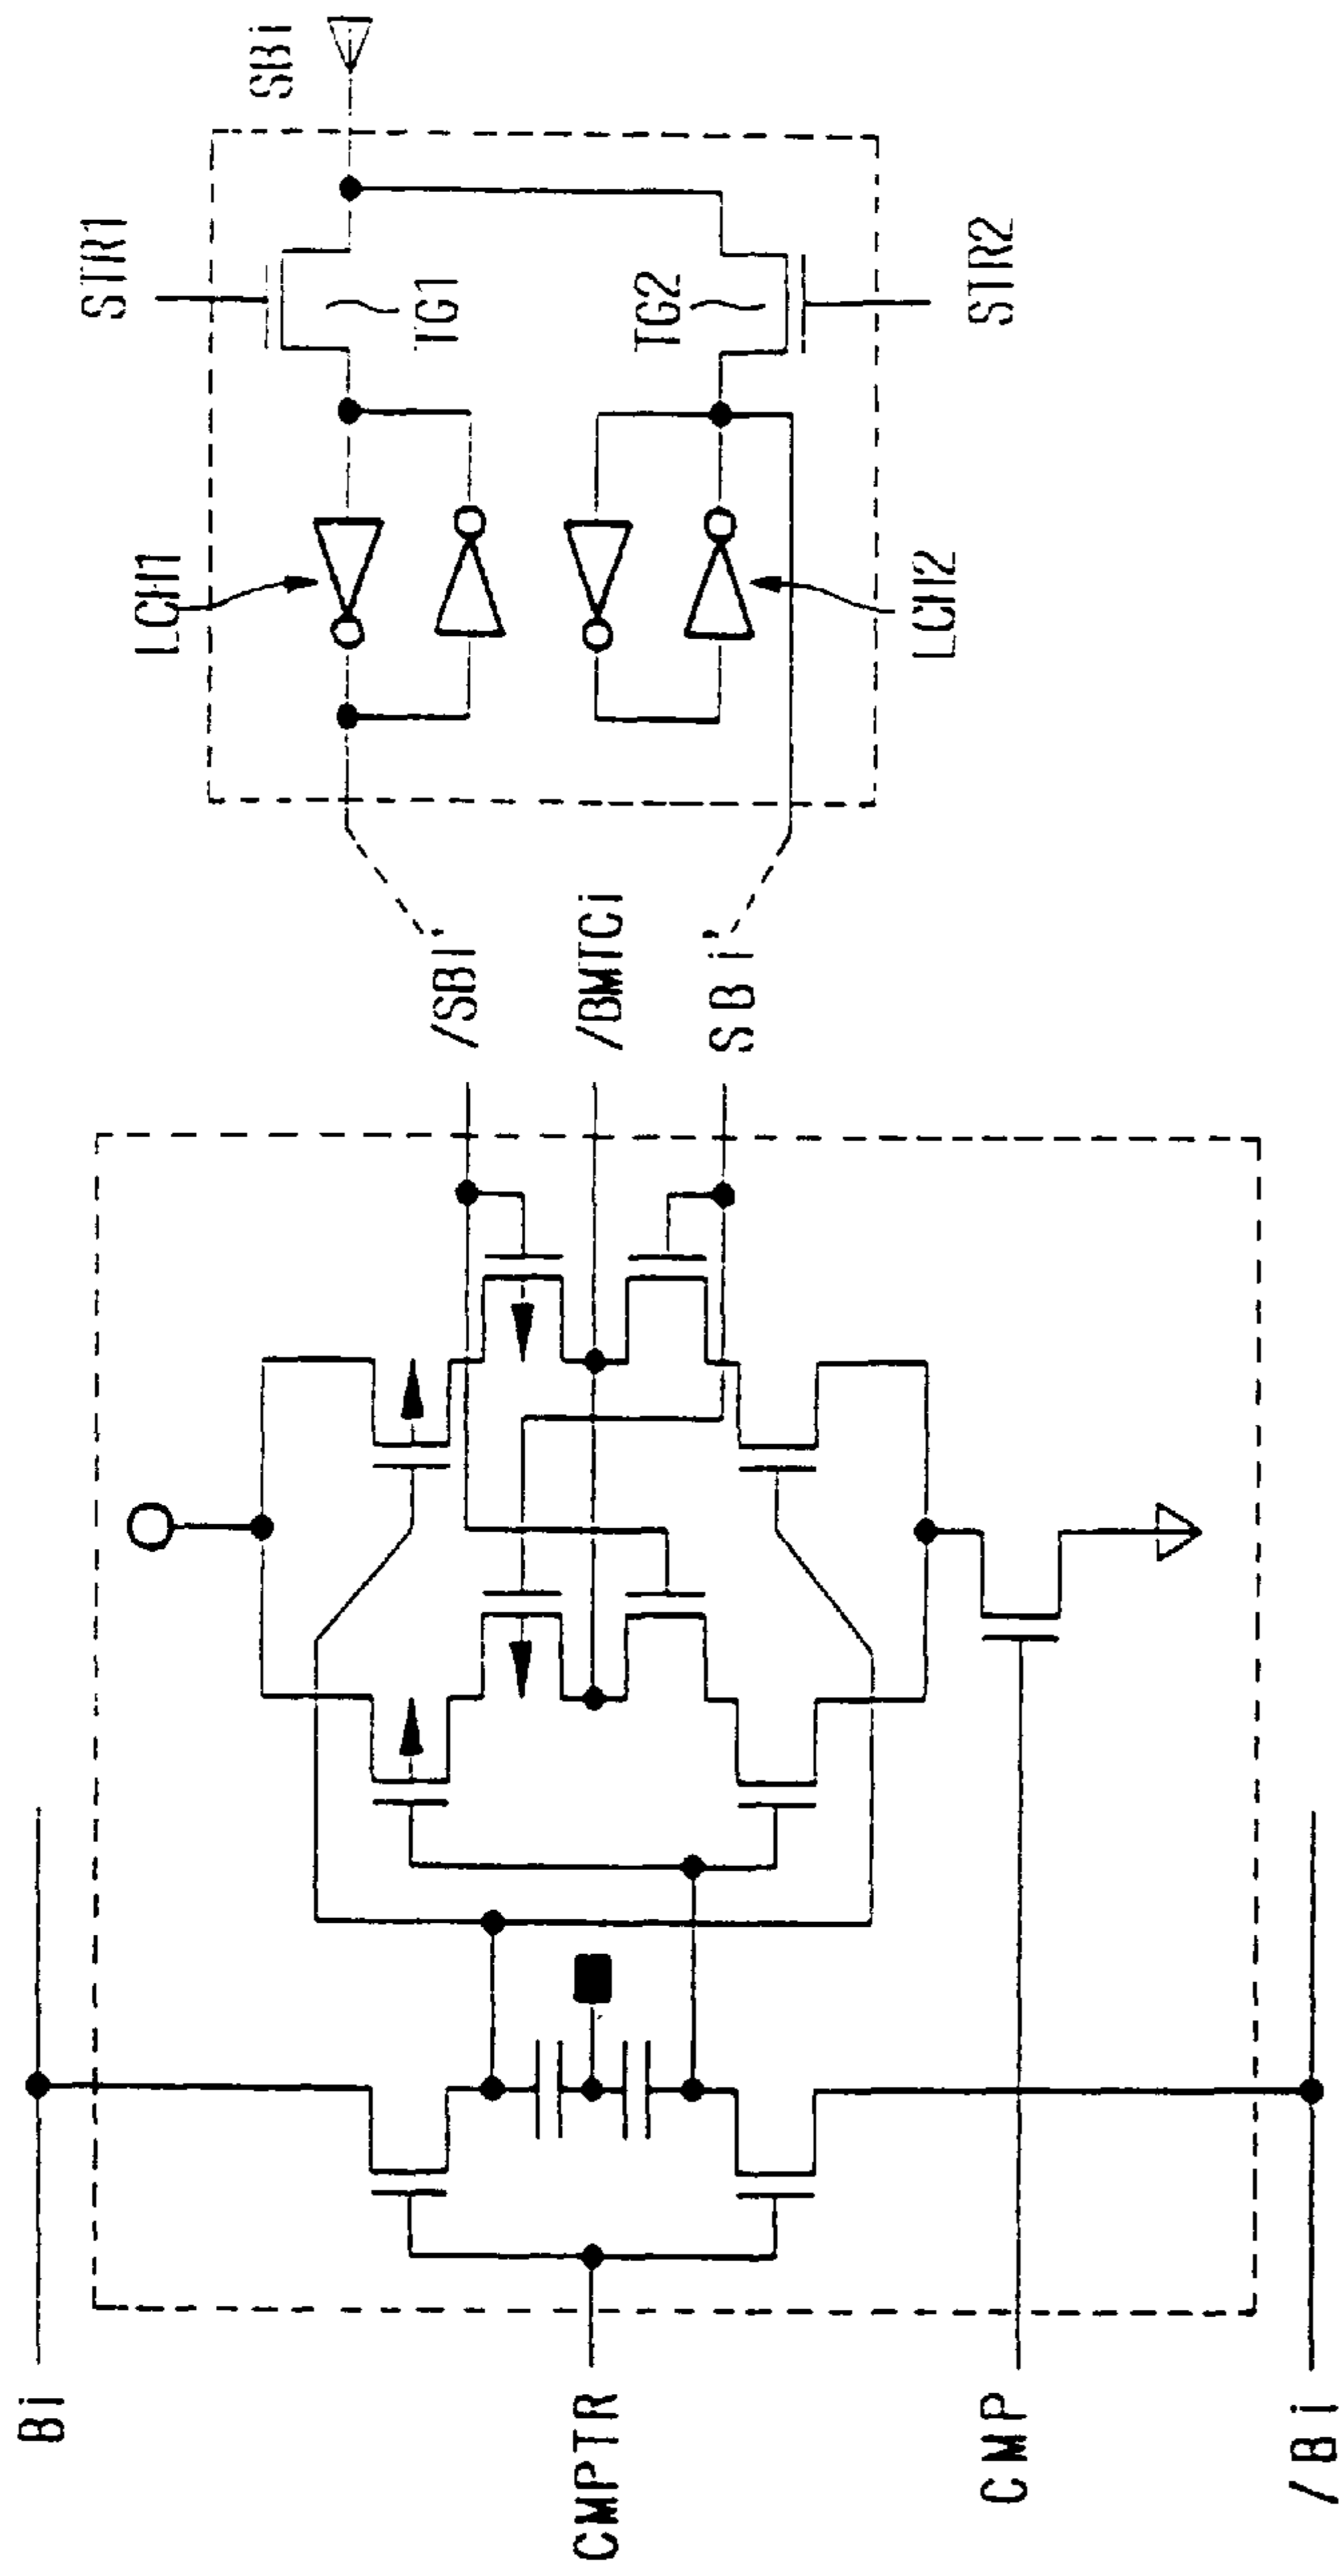 SBi
STR1
TG1
TG2
STR2
LCH1
LCH2
/SBi'
/BMTCi
SBi'
Bi
CMPTR
CMP
/Bi